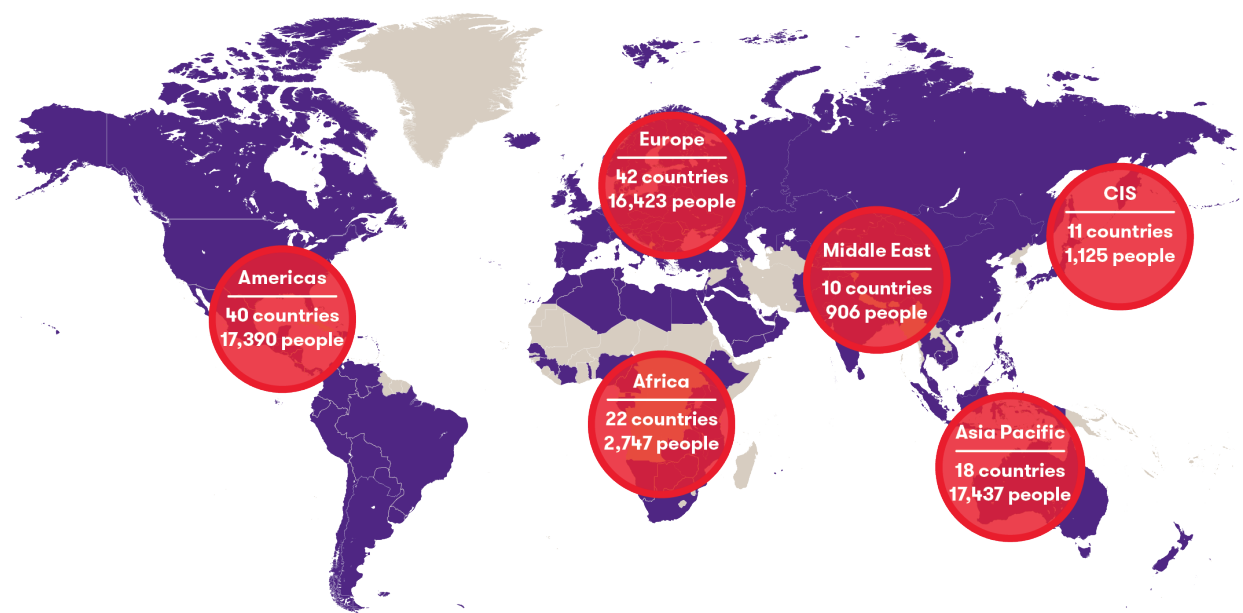 Europe
42 countries
16,423 people
CIS
11 countries
1,125 people
Middle East
10 countries
906 people
Americas
40 countries
17,390 people
Africa
22 countries
2,747 people
Asia Pacific
18 countries
17,437 people